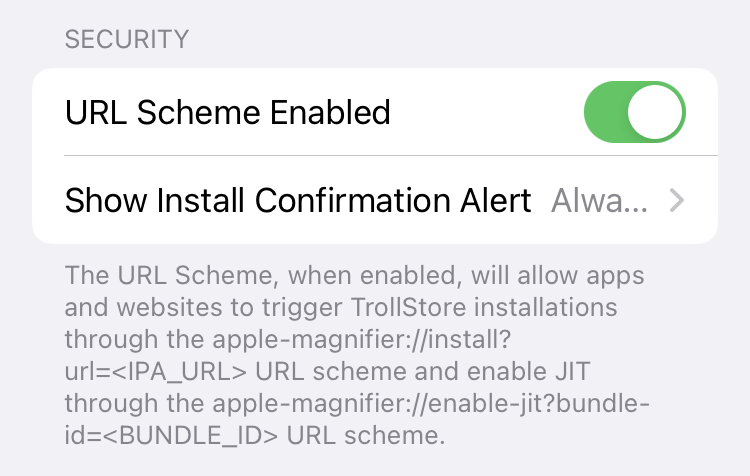 SECURITY
URL Scheme Enabled
Show Install Confirmation Alert Alwa...
The URL Scheme, when enabled, will allow apps
and websites to trigger TrollStore installations
through the apple-magnifier://install?
url=<IPA_URL> URL scheme and enable JIT
through the apple-magnifier://enable-jit?bundle-
id=<BUNDLE_ID> URL scheme.